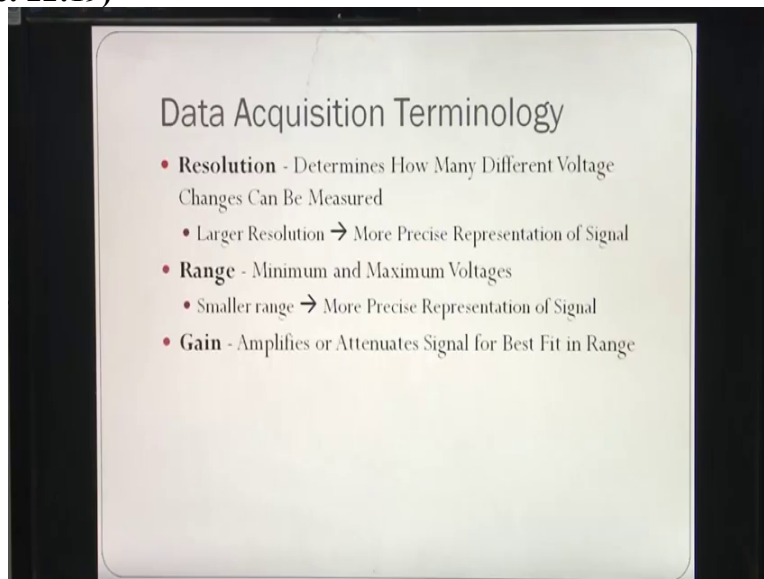 Data Acquisition Terminology
• Resolution - Determines How Many Different Voltage
Changes Can Be Measured
• Larger Resolution → More Precise Representation of Signal
• Range - Minimum and Maximum Voltages
• Smaller range → More Precise Representation of Signal
• Gain - Amplifies or Attenuates Signal for Best Fit in Range